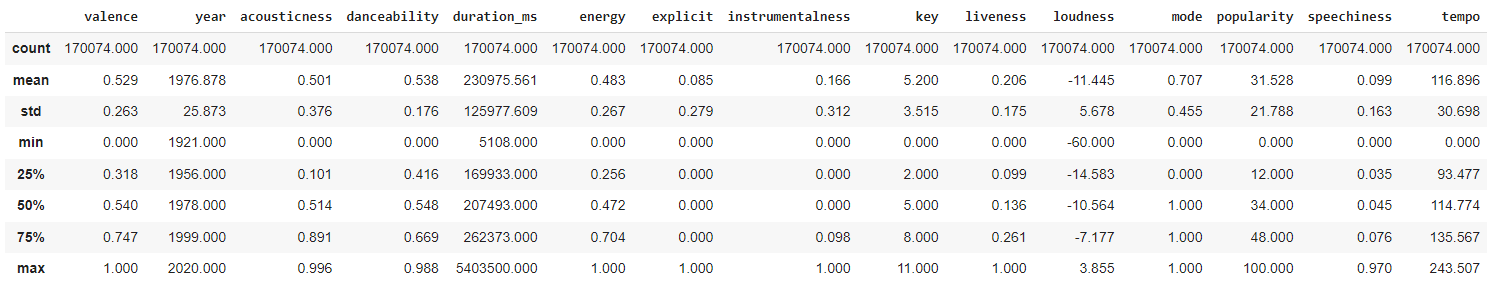 valence year acousticness danceability duration_ms energy explicit instrumentalness key liveness loudness mode popularity speechiness tempo
count 170074.000 170074.000 170074.000 170074.000 170074.000 170074.000 170074.000 170074.000 170074.000 170074.000 170074.000 170074.000 170074.000 170074.000 170074.000
mean 0.529 1976.878 0.501 0.538 230975.561 0.483 0.085 0.166 5.200 0.206 -11.445 0.707 31.528 0.099 116.896
std 0.263 25.873 0.376 0.176 125977.609 0.267 0.279 0.312 3.515 0.175 5.678 0.455 21.788 0.163 30.698
min 0.000 1921.000 0.000 0.000 5108.000 0.000 0.000 0.000 0.000 0.000 -60.000 0.000 0.000 0.000 0.000
25% 0.318 1956.000 0.101 0.416 169933.000 0.256 0.000 0.000 2.000 0.099 -14.583 0.000 12.000 0.035 93.477
50% 0.540 1978.000 0.514 0.548 207493.000 0.472 0.000 0.000 5.000 0.136 -10.564 1.000 34.000 0.045 114.774
75% 0.747 1999.000 0.891 0.669 262373.000 0.704 0.000 0.098 8.000 0.261 -7.177 1.000 48.000 0.076 135.567
max 1.000 2020.000 0.996 0.988 5403500.000 1.000 1.000 1.000 11.000 1.000 3.855 1.000 100.000 0.970 243.507